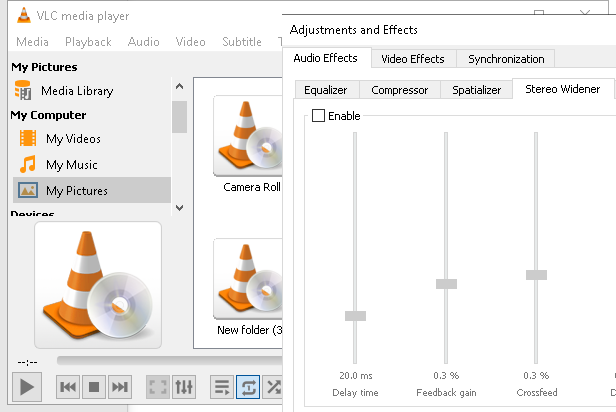 VLC media player
Media Playback Audio Video Subtitle
My Pictures
Media Library
My Computer
My Videos
My Music
My Pictures
Devices
Camera Roll
New folder (3
--:--
Adjustments and Effects
Audio Effects Video Effects Synchronization
Equalizer Compressor Spatializer Stereo Widener
Enable
20.0 ms 0.3 % 0.3 %
Delay time Feedback gain Crossfeed